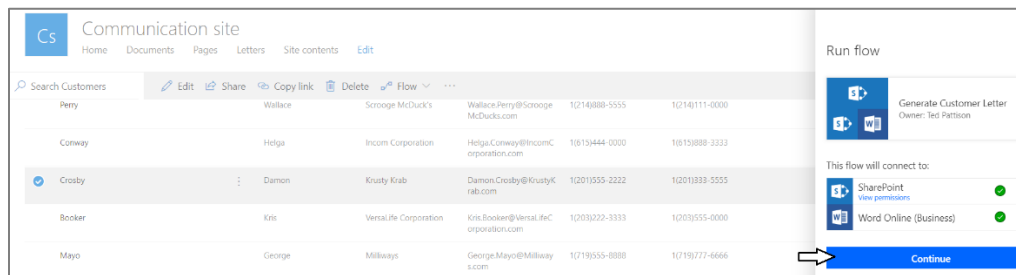 Cs
Communication site
Home Documents Pages Letters Site contents Edit
Search Customers Edit Share Copy link Delete Flow ...
Perry Wallace Scrooge McDuck's Wallace.Perry@Scrooge 1(214)888-5555 1(214)111-0000
McDucks.com
Conway Helga Incom Corporation Helga.Conway@IncomC 1(615)444-0000 1(615)888-3333
orporation.com
Crosby Damon Krusty Krab Damon.Crosby@KrustyK 1(201)555-2222 1(201)333-5555
rab.com
Booker Kris VersaLife Corporation Kris.Booker@VersaLifeC 1(203)222-3333 1(203)555-0000
orporation.com
Mayo George Milliways George.Mayo@Milliway 1(719)555-8888 1(719)777-6666
s.com
Run flow
Generate Customer Letter
Owner: Ted Pattison
This flow will connect to:
SharePoint
View permissions
Word Online (Business)
Continue